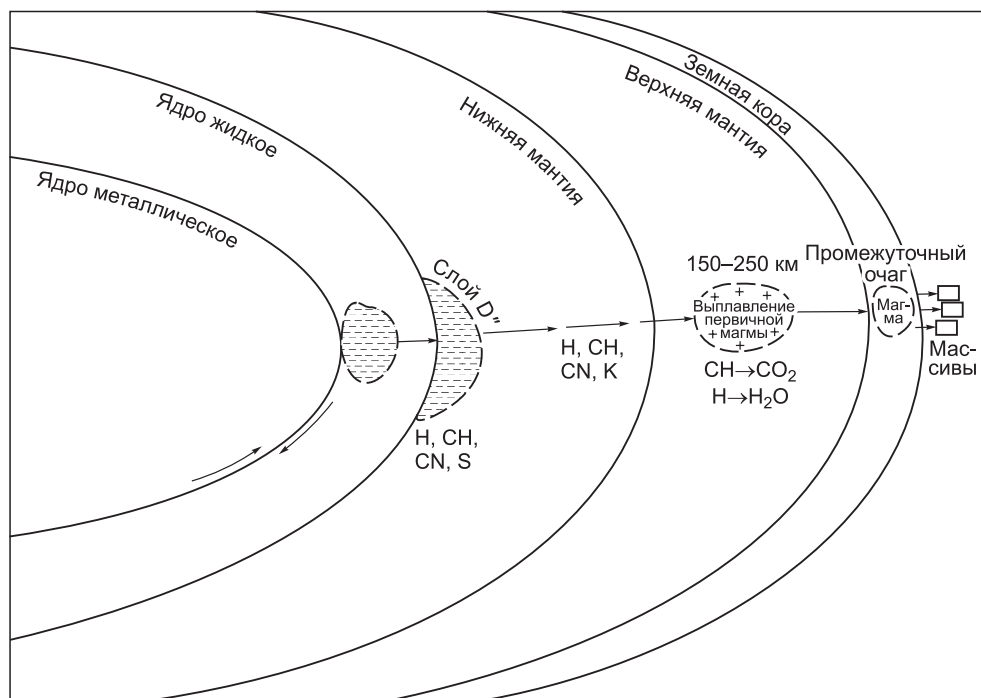 Земная кора
Верхняя мантия
Нижняя мантия
Ядро жидкое
Ядро металлическое
Слой D″
H, CH,
CN, S
H, CH,
CN, K
150–250 км
Выплавление
первичной
магмы
CH→CO₂
H→H₂O
Промежуточный
очаг
Маг-
ма
Мас-
сивы